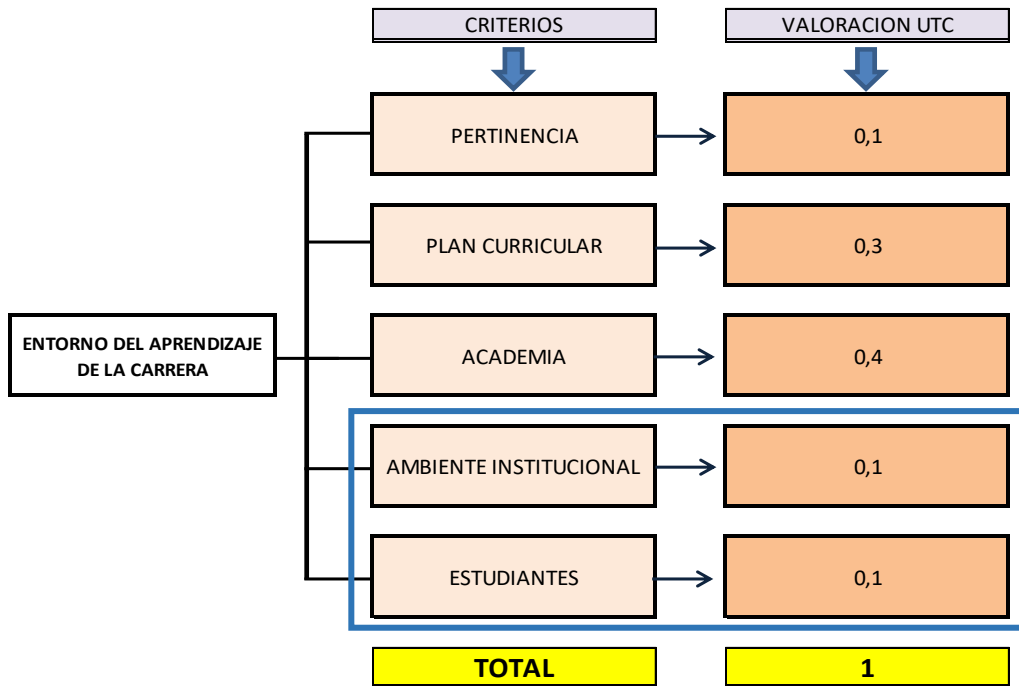 CRITERIOS
VALORACION UTC
PERTINENCIA
0,1
PLAN CURRICULAR
0,3
ENTORNO DEL APRENDIZAJE
DE LA CARRERA
ACADEMIA
0,4
AMBIENTE INSTITUCIONAL
0,1
ESTUDIANTES
0,1
TOTAL
1